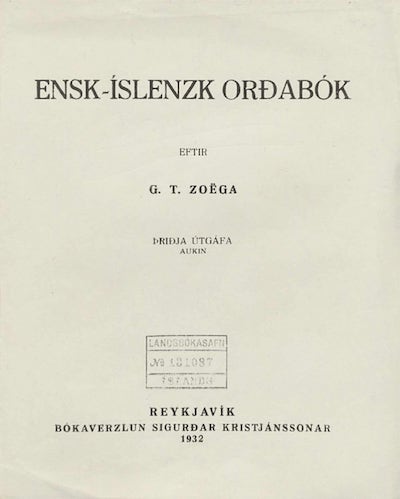 ENSK-ÍSLENZK ORÐABÓK
EFTIR
G. T. ZOËGA
ÞRIÐJA ÚTGÁFA
AUKIN
LANDSBÓKASAFN
№ 131087
ÍSLANDS
REYKJAVÍK
BÓKAVERZLUN SIGURÐAR KRISTJÁNSSONAR
1932